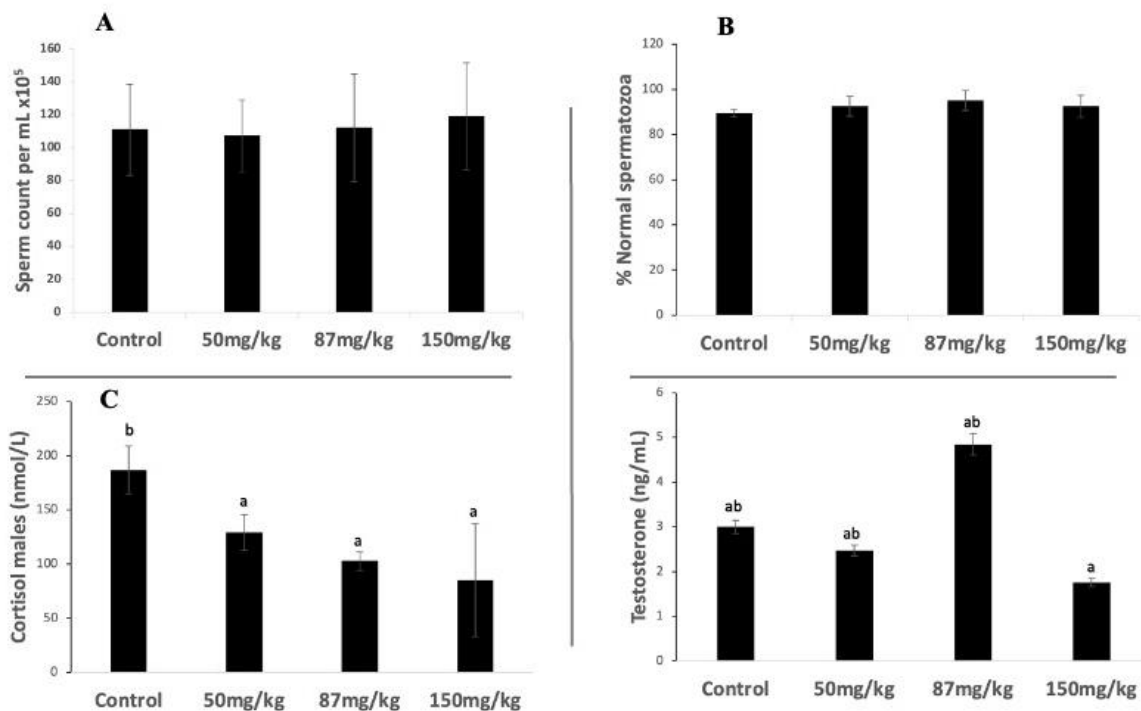 A
Sperm count per mL x10⁵
160
140
120
100
80
60
40
20
0
Control 50mg/kg 87mg/kg 150mg/kg
B
% Normal spermatozoa
120
100
80
60
40
20
0
Control 50mg/kg 87mg/kg 150mg/kg
C
Cortisol males (nmol/L)
250
200
150
100
50
0
b
a
a
a
Control 50mg/kg 87mg/kg 150mg/kg
Testosterone (ng/mL)
6
5
4
3
2
1
0
ab
ab
ab
a
Control 50mg/kg 87mg/kg 150mg/kg